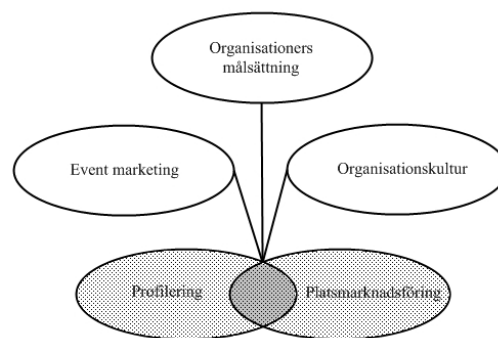 Organisationers
målsättning
Event marketing
Organisationskultur
Profilering
Platsmarknadsföring